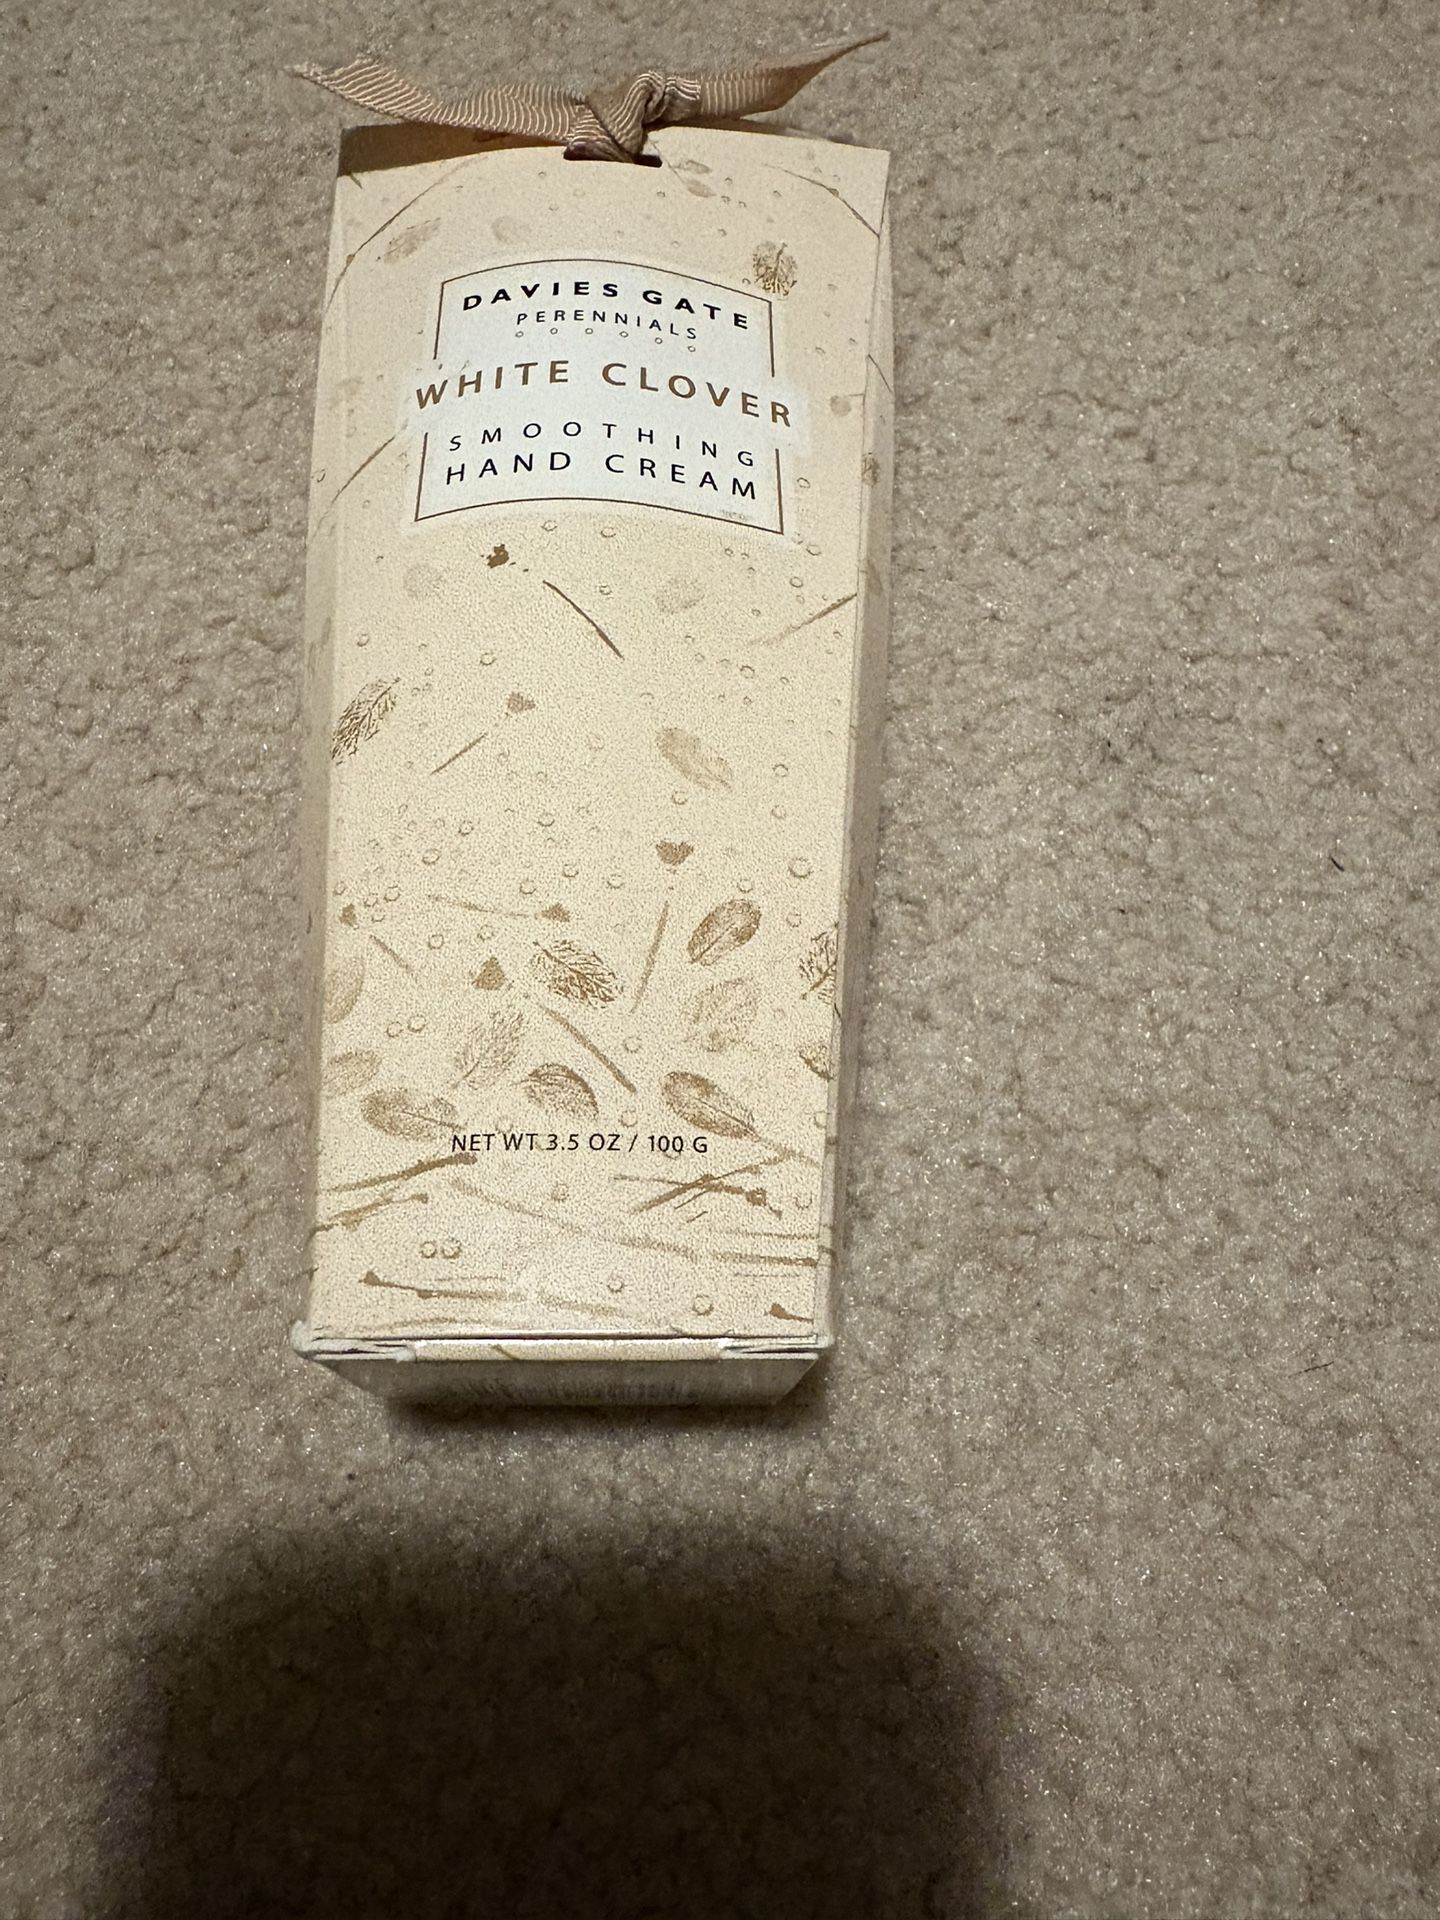 DAVIES GATE
PERENNIALS
WHITE CLOVER
SMOOTHING
HAND CREAM
NET WT 3.5 OZ / 100 G